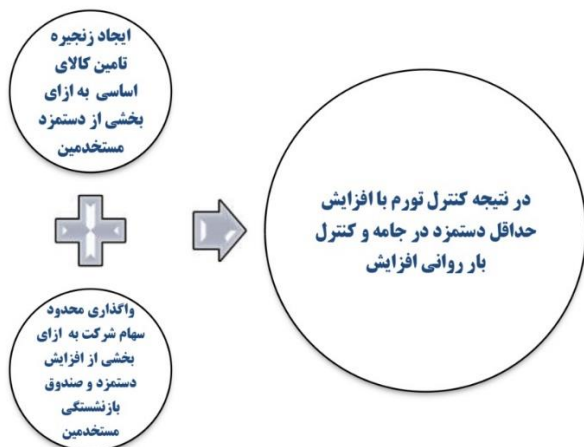 ایجاد زنجیره
تامین کالای
اساسی به ازای
بخشی از دستمزد
مستخدمین
واگذاری محدود
سهام شرکت به ازای
بخشی از افزایش
دستمزد و صندوق
بازنشستگی
مستخدمین
در نتیجه کنترل تورم با افزایش
حداقل دستمزد در جامه و کنترل
بار روانی افزایش